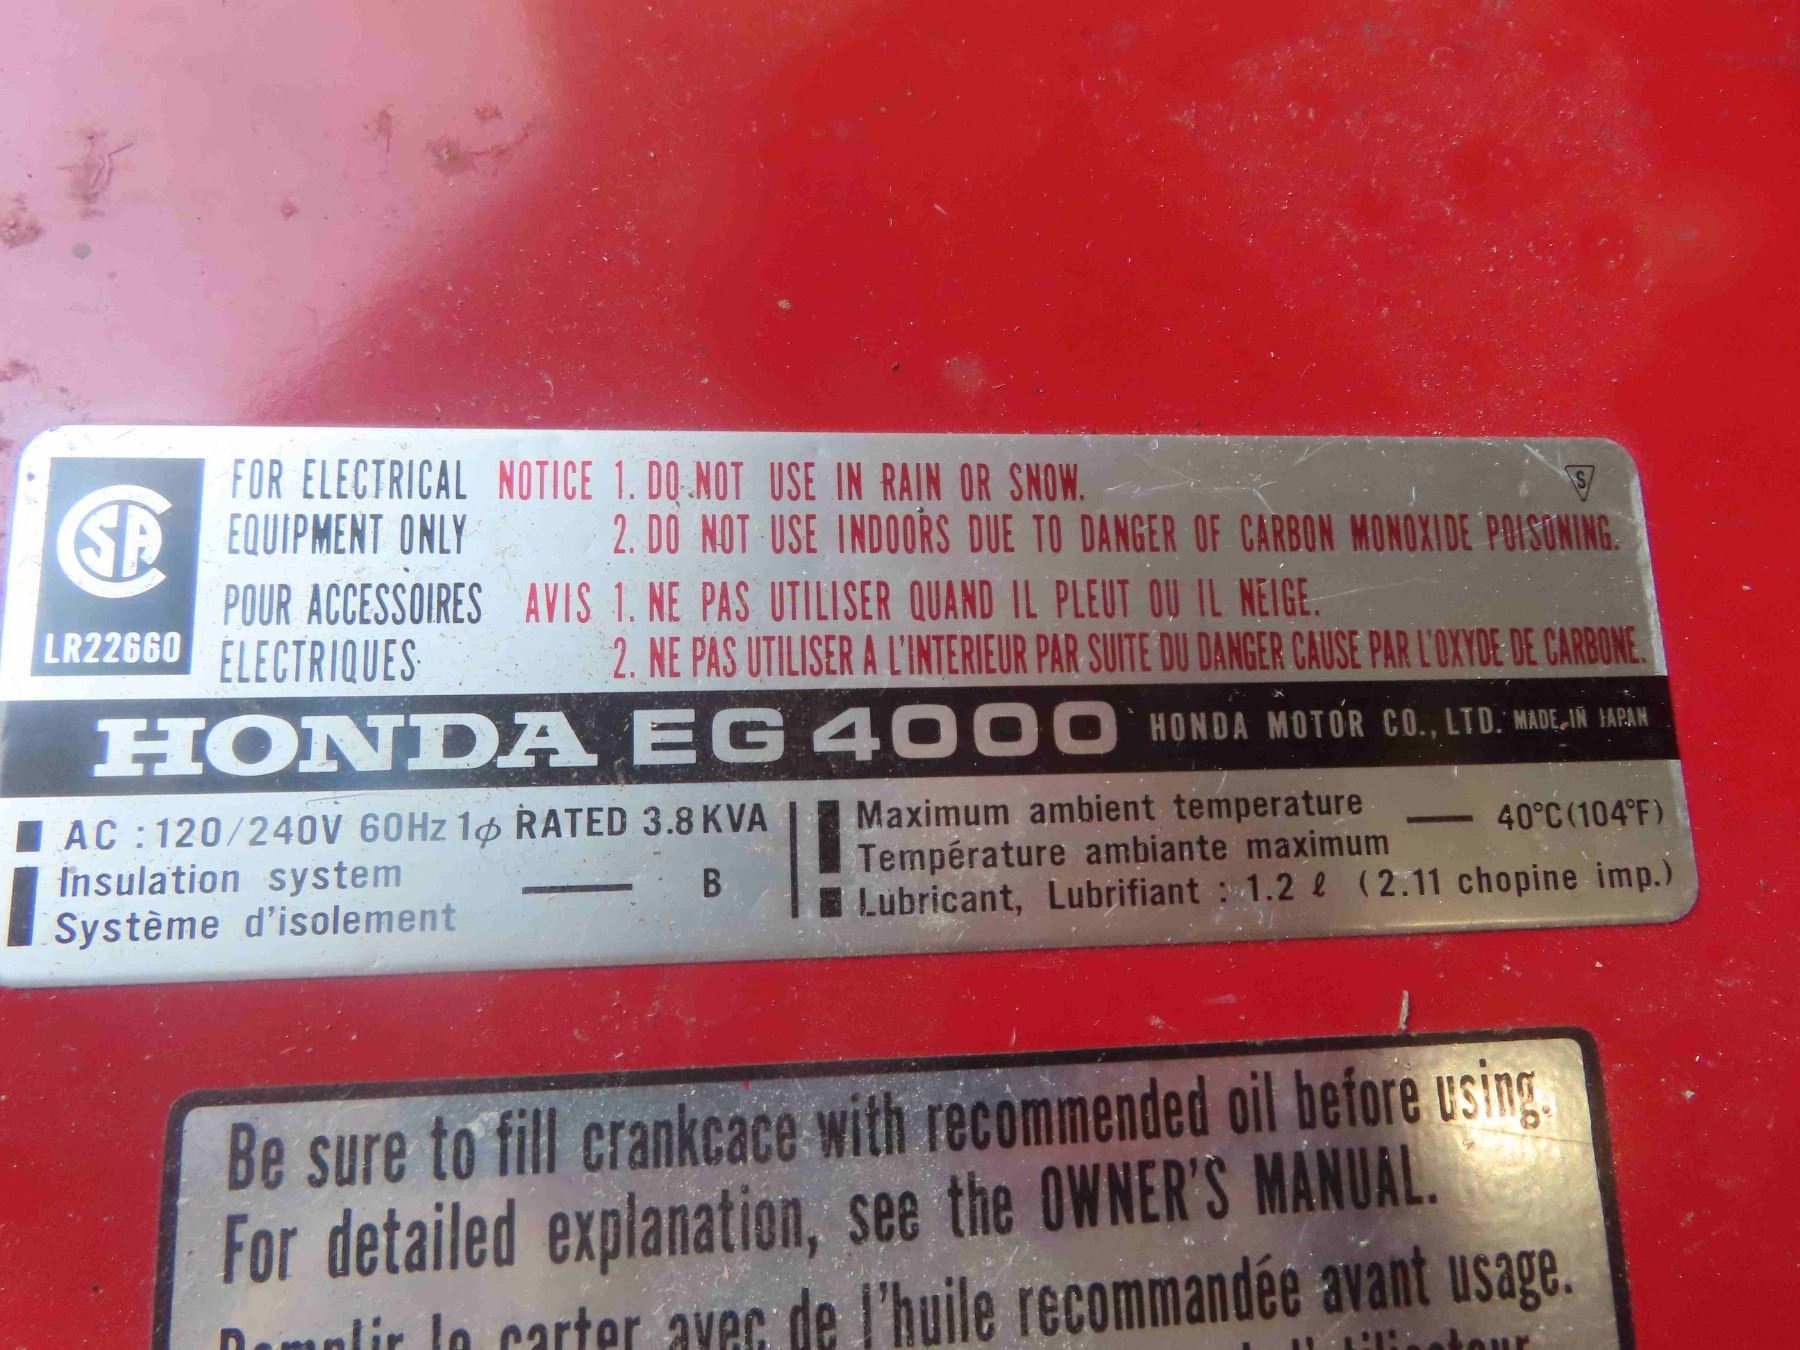 FOR ELECTRICAL NOTICE 1. DO NOT USE IN RAIN OR SNOW.
S
EQUIPMENT ONLY 2. DO NOT USE INDOORS DUE TO DANGER OF CARBON MONOXIDE POISONING.
CSA
POUR ACCESSOIRES AVIS 1. NE PAS UTILISER QUAND IL PLEUT OU IL NEIGE.
LR22660
ELECTRIQUES 2. NE PAS UTILISER A L'INTERIEUR PAR SUITE DU DANGER CAUSE PAR L'OXYDE DE CARBONE.
HONDA EG4000 HONDA MOTOR CO., LTD. MADE IN JAPAN
AC : 120/240V 60Hz 1ϕ RATED 3.8KVA
Insulation system — B
Système d'isolement
Maximum ambient temperature — 40°C(104°F)
Température ambiante maximum
Lubricant, Lubrifiant : 1.2 ℓ (2.11 chopine imp.)
Be sure to fill crankcace with recommended oil before using.
For detailed explanation, see the OWNER'S MANUAL.
Remplir le carter avec de l'huile recommandée avant usage.
de l'utilisateur